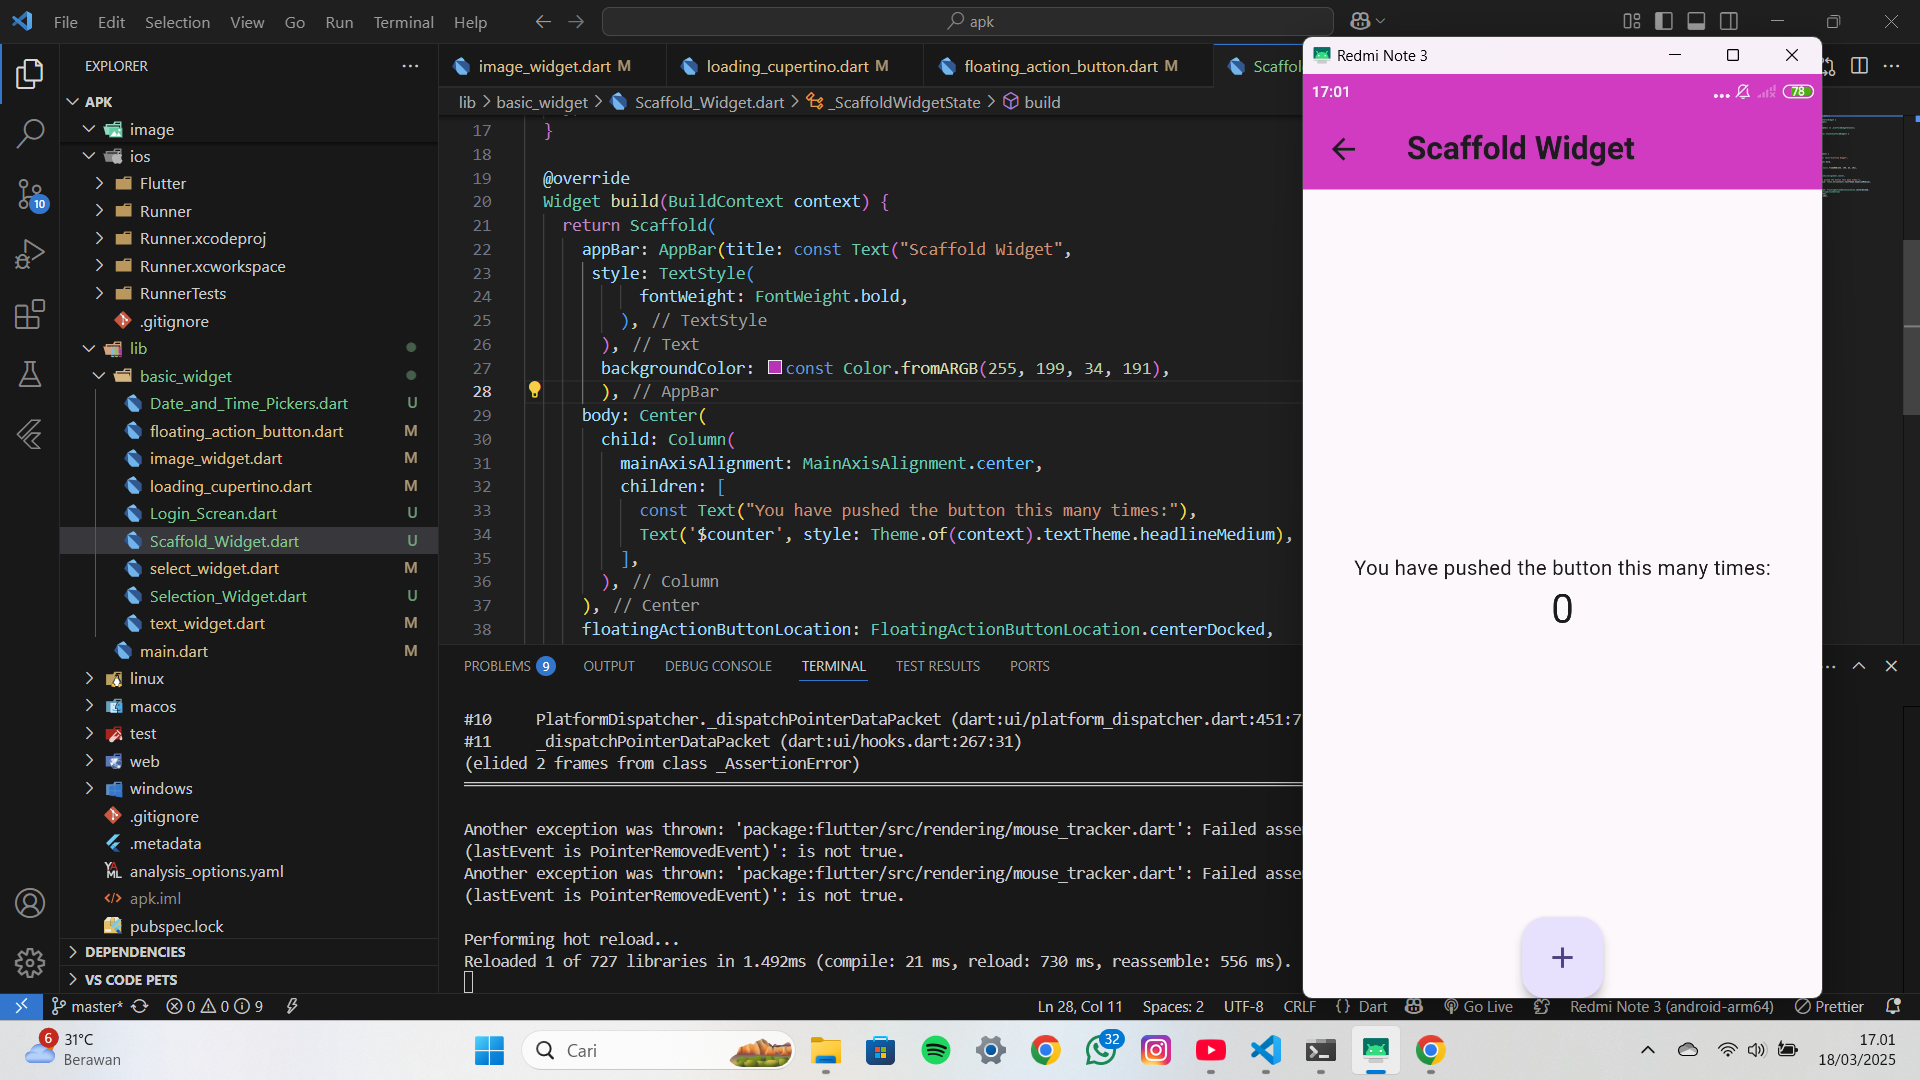 File Edit Selection View Go Run Terminal Help
apk
EXPLORER
APK
image
ios
Flutter
Runner
Runner.xcodeproj
Runner.xcworkspace
RunnerTests
.gitignore
lib
basic_widget
Date_and_Time_Pickers.dart U
floating_action_button.dart M
image_widget.dart M
loading_cupertino.dart M
Login_Screan.dart U
Scaffold_Widget.dart U
select_widget.dart M
Selection_Widget.dart U
text_widget.dart M
main.dart M
linux
macos
test
web
windows
.gitignore
.metadata
analysis_options.yaml
apk.iml
pubspec.lock
DEPENDENCIES
VS CODE PETS
10
image_widget.dart M loading_cupertino.dart M floating_action_button.dart M Scaffol
lib > basic_widget > Scaffold_Widget.dart > _ScaffoldWidgetState > build
17 }
18
19 @override
20 Widget build(BuildContext context) {
21 return Scaffold(
22 appBar: AppBar(title: const Text("Scaffold Widget",
23 style: TextStyle(
24 fontWeight: FontWeight.bold,
25 ), // TextStyle
26 ), // Text
27 backgroundColor: const Color.fromARGB(255, 199, 34, 191),
28 ), // AppBar
29 body: Center(
30 child: Column(
31 mainAxisAlignment: MainAxisAlignment.center,
32 children: [
33 const Text("You have pushed the button this many times:"),
34 Text('$counter', style: Theme.of(context).textTheme.headlineMedium),
35 ],
36 ), // Column
37 ), // Center
38 floatingActionButtonLocation: FloatingActionButtonLocation.centerDocked,
PROBLEMS 9 OUTPUT DEBUG CONSOLE TERMINAL TEST RESULTS PORTS
#10 PlatformDispatcher._dispatchPointerDataPacket (dart:ui/platform_dispatcher.dart:451:7
#11 _dispatchPointerDataPacket (dart:ui/hooks.dart:267:31)
(elided 2 frames from class _AssertionError)
Another exception was thrown: 'package:flutter/src/rendering/mouse_tracker.dart': Failed asse
(lastEvent is PointerRemovedEvent)': is not true.
Another exception was thrown: 'package:flutter/src/rendering/mouse_tracker.dart': Failed asse
(lastEvent is PointerRemovedEvent)': is not true.
Performing hot reload...
Reloaded 1 of 727 libraries in 1.492ms (compile: 21 ms, reload: 730 ms, reassemble: 556 ms).
Redmi Note 3
17:01 78
Scaffold Widget
You have pushed the button this many times:
0
+
master* 0 0 9 Ln 28, Col 11 Spaces: 2 UTF-8 CRLF {} Dart Go Live Redmi Note 3 (android-arm64) Prettier
6
31°C
Berawan
Cari
32
17.01
18/03/2025